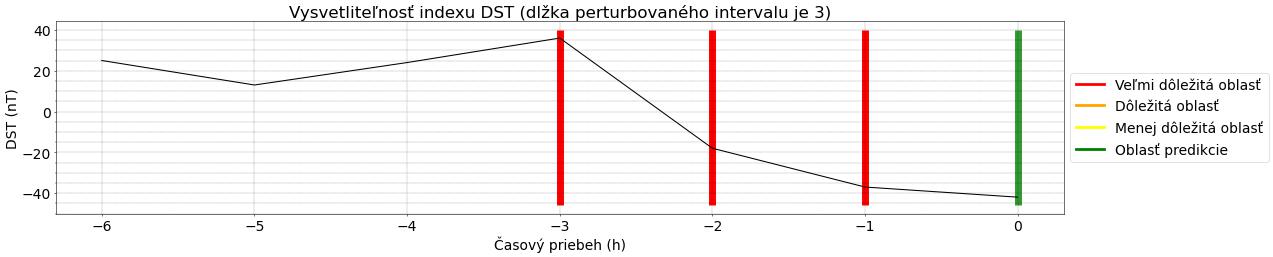 Vysvetliteľnosť indexu DST (dĺžka perturbovaného intervalu je 3)
40
20
0
−20
−40
DST (nT)
−6 −5 −4 −3 −2 −1 0
Časový priebeh (h)
Veľmi dôležitá oblasť
Dôležitá oblasť
Menej dôležitá oblasť
Oblasť predikcie